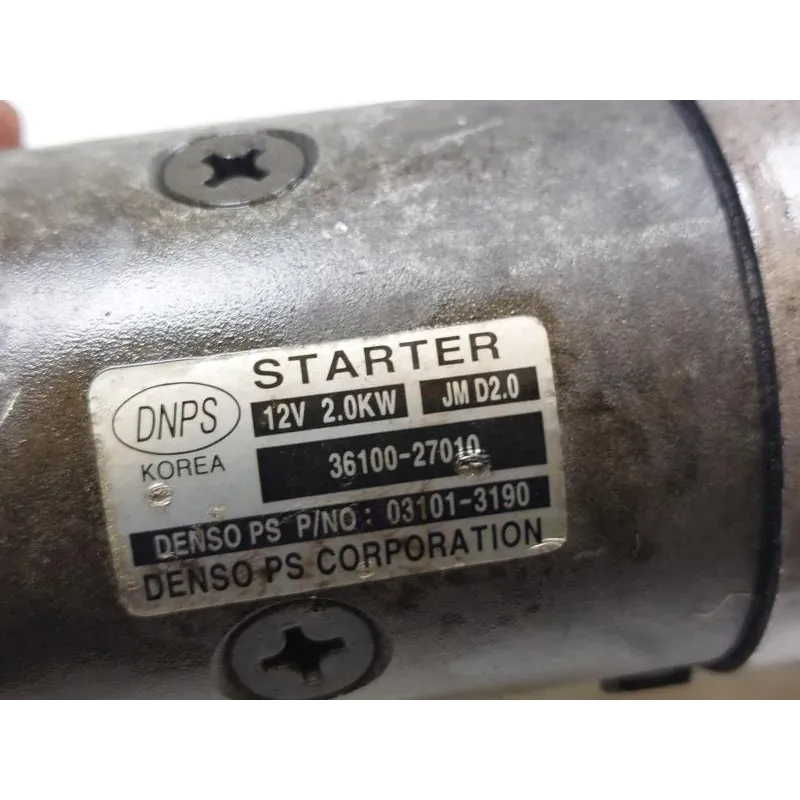 STARTER
DNPS
KOREA
12V 2.0KW JM D2.0
36100-27010
DENSO PS P/NO : 03101-3190
DENSO PS CORPORATION